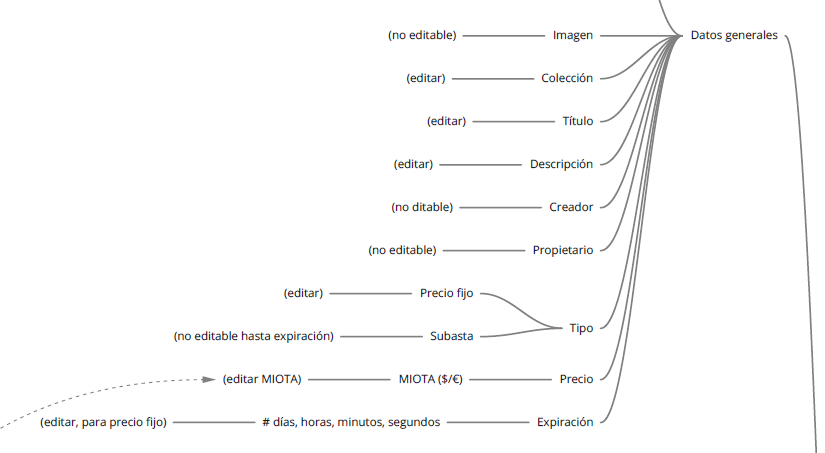 (no editable) Imagen Datos generales
(editar) Colección
(editar) Título
(editar) Descripción
(no ditable) Creador
(no editable) Propietario
(editar) Precio fijo
Tipo
(no editable hasta expiración) Subasta
(editar MIOTA) MIOTA ($/€) Precio
(editar, para precio fijo) # días, horas, minutos, segundos Expiración